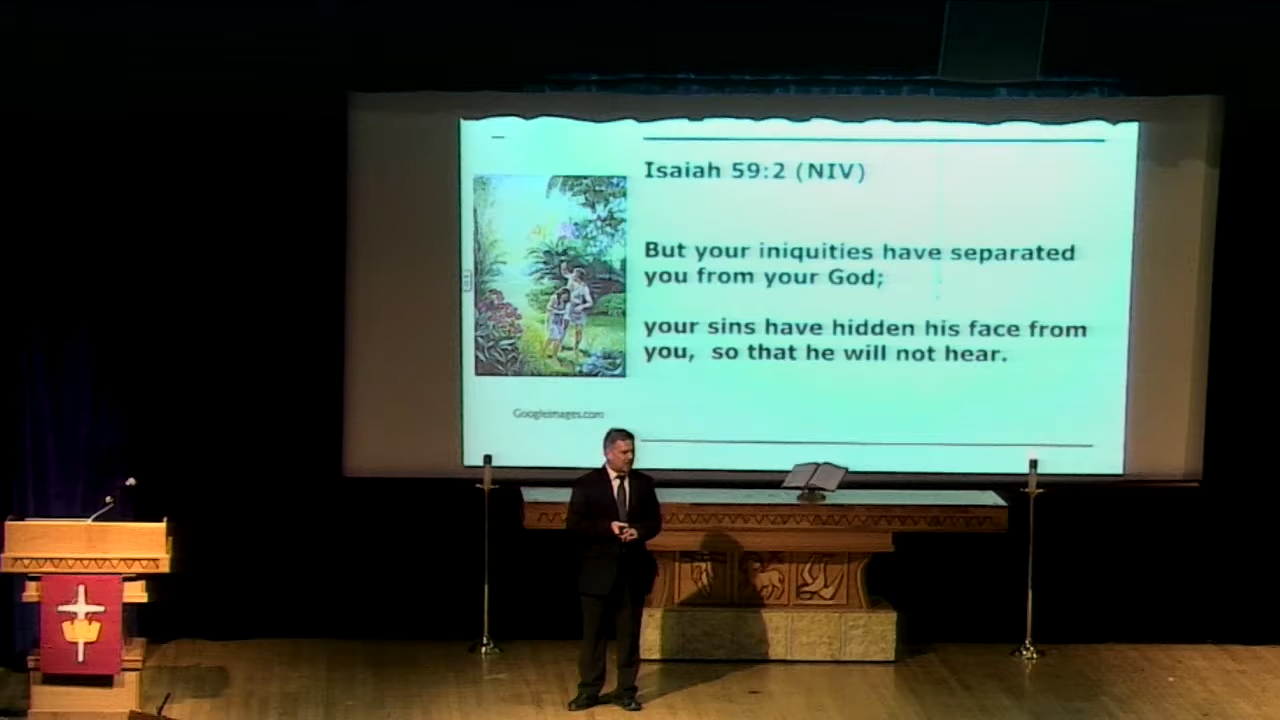 Isaiah 59:2 (NIV)
But your iniquities have separated
you from your God;
your sins have hidden his face from
you, so that he will not hear.
Googleimages.com